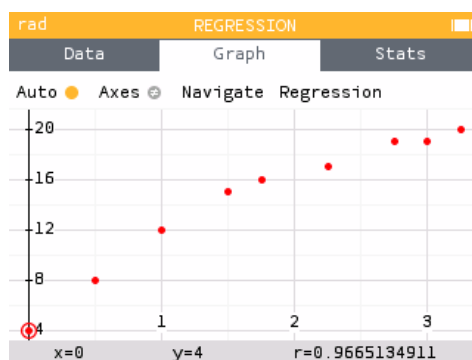 rad REGRESSION
Data Graph Stats
Auto Axes Navigate Regression
20
16
12
8
4
1 2 3
x=0 y=4 r=0.9665134911